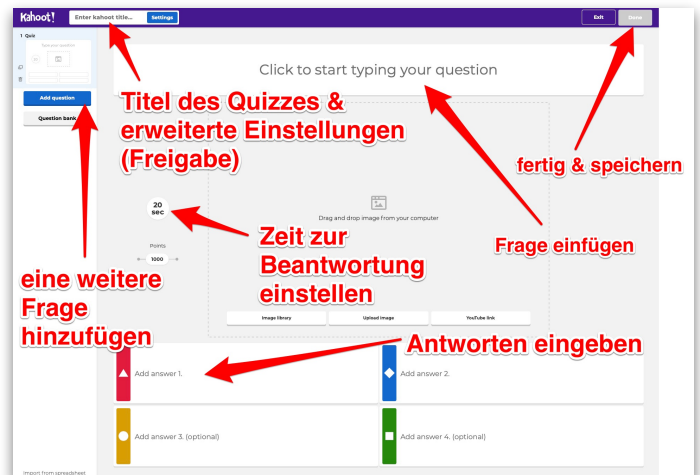 Kahoot!
Enter kahoot title...
Settings
Exit
Done
1 Quiz
Add question
Question bank
Click to start typing your question
Titel des Quizzes &
erweiterte Einstellungen
(Freigabe)
fertig & speichern
20
sec
Drag and drop image from your computer
Zeit zur
Beantwortung
einstellen
Frage einfügen
Points
1000
eine weitere
Frage
hinzufügen
Image library
Upload image
YouTube link
Antworten eingeben
Add answer 1.
Add answer 2.
Add answer 3. (optional)
Add answer 4. (optional)
Import from spreadsheet